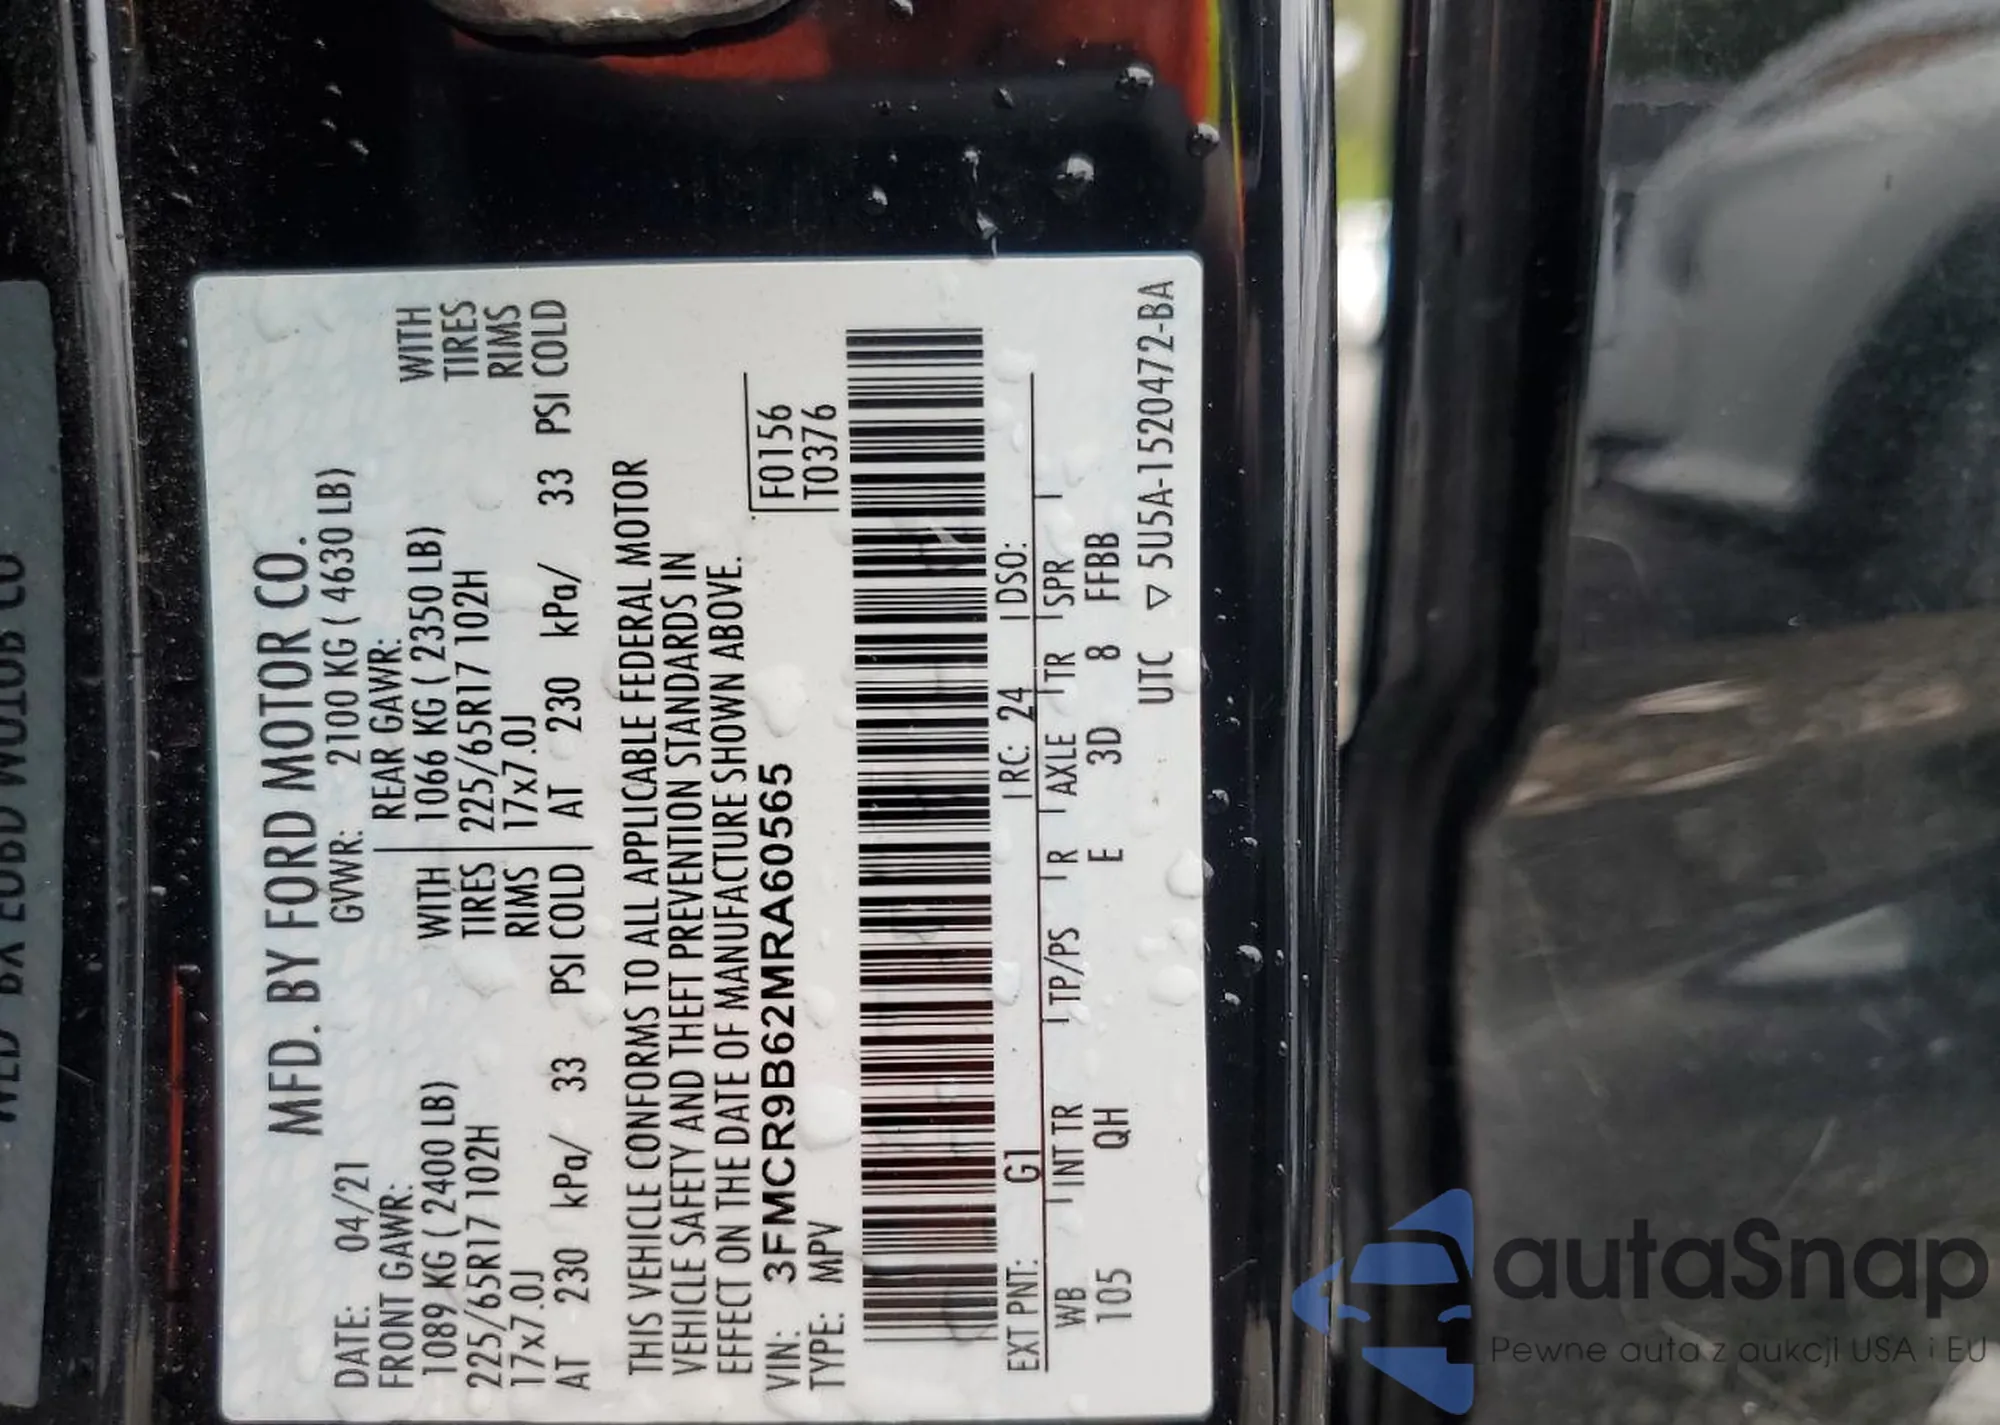 MFD. BY FORD MOTOR CO.
DATE: 04/21 GVWR: 2100 KG ( 4630 LB)
FRONT GAWR: REAR GAWR:
1089 KG ( 2400 LB) WITH 1066 KG ( 2350 LB) WITH
225/65R17 102H TIRES 225/65R17 102H TIRES
17x7.0J RIMS 17x7.0J RIMS
AT 230 kPa/ 33 PSI COLD AT 230 kPa/ 33 PSI COLD
THIS VEHICLE CONFORMS TO ALL APPLICABLE FEDERAL MOTOR
VEHICLE SAFETY AND THEFT PREVENTION STANDARDS IN
EFFECT ON THE DATE OF MANUFACTURE SHOWN ABOVE.
VIN: 3FMCR9B62MRA60565 F0156
TYPE: MPV T0376
EXT PNT: G1 RC: 24 DSO:
WB INT TR TP/PS R AXLE TR SPR
105 QH E 3D 8 FFBB
UTC ▽ 5U5A-1520472-BA
autaSnap
Pewne auta z aukcji USA i EU